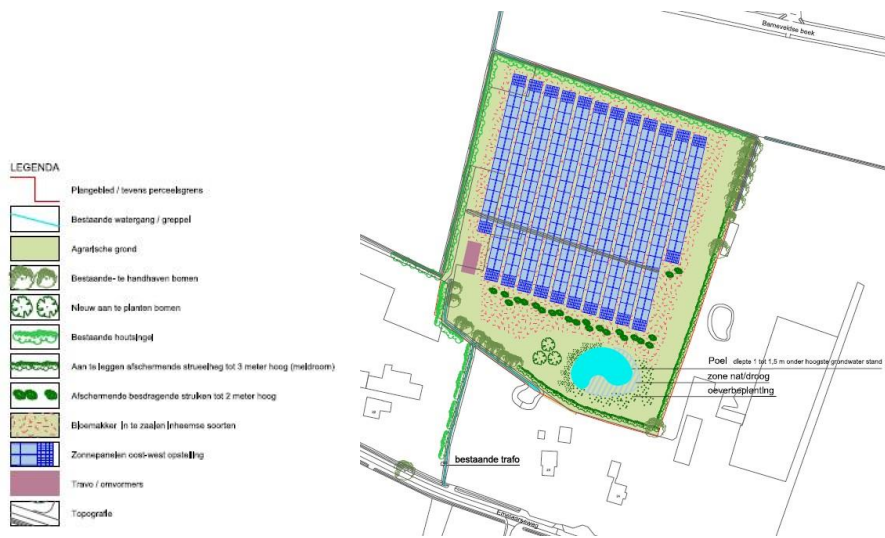 LEGENDA
Plangebied / tevens perceelsgrens
Bestaande watergang / greppel
Agrarische grond
Bestaande- te handhaven bomen
Nieuw aan te planten bomen
Bestaande houtsingel
Aan te leggen afschermende struweelheg tot 3 meter hoog (meidroom)
Afschermende besdragende struiken tot 2 meter hoog
Bloemakker in te zaaien inheemse soorten
Zonnepanelen oost-west opstelling
Travo / omvormers
Topografie
Barneveldse beek
Poel diepte 1 tot 1,5 m onder hoogste grondwater stand
zone nat/droog
oeverbeplenting
bestaande trafo